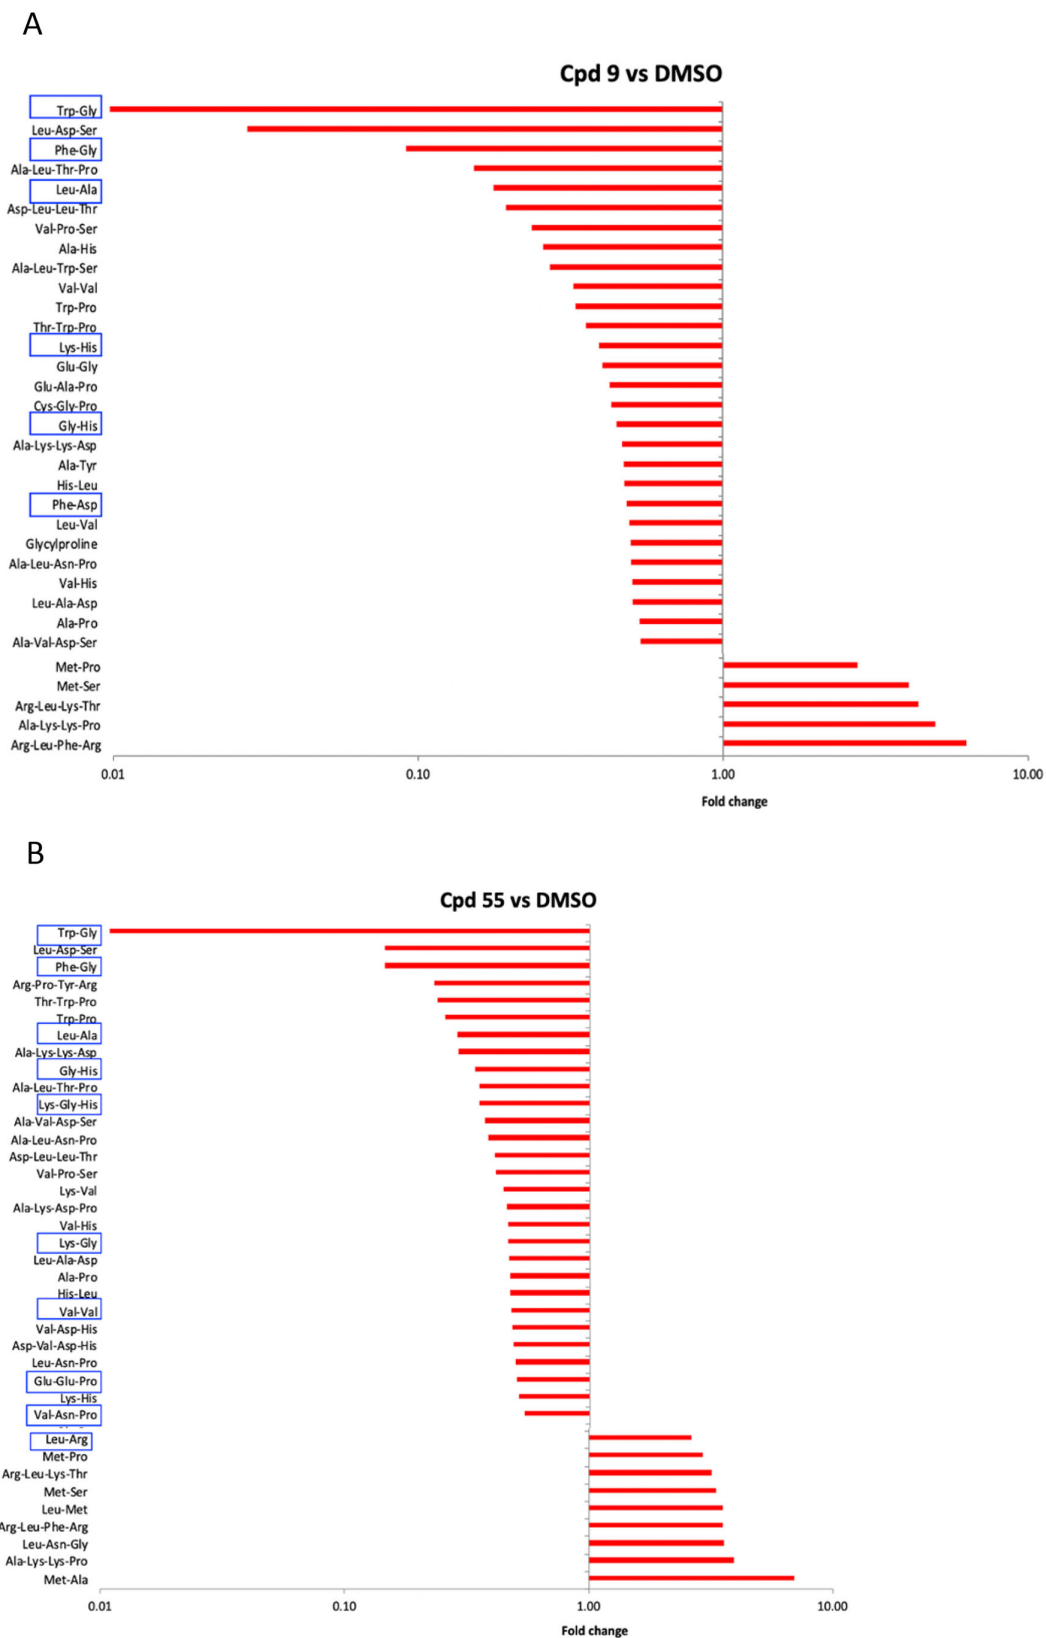 A
Cpd 9 vs DMSO
Trp-Gly
Leu-Asp-Ser
Phe-Gly
Ala-Leu-Thr-Pro
Leu-Ala
Asp-Leu-Leu-Thr
Val-Pro-Ser
Ala-His
Ala-Leu-Trp-Ser
Val-Val
Trp-Pro
Thr-Trp-Pro
Lys-His
Glu-Gly
Glu-Ala-Pro
Cys-Gly-Pro
Gly-His
Ala-Lys-Lys-Asp
Ala-Tyr
His-Leu
Phe-Asp
Leu-Val
Glycylproline
Ala-Leu-Asn-Pro
Val-His
Leu-Ala-Asp
Ala-Pro
Ala-Val-Asp-Ser
Met-Pro
Met-Ser
Arg-Leu-Lys-Thr
Ala-Lys-Lys-Pro
Arg-Leu-Phe-Arg
0.01 0.10 1.00 10.00
Fold change
B
Cpd 55 vs DMSO
Trp-Gly
Leu-Asp-Ser
Phe-Gly
Arg-Pro-Tyr-Arg
Thr-Trp-Pro
Trp-Pro
Leu-Ala
Ala-Lys-Lys-Asp
Gly-His
Ala-Leu-Thr-Pro
Lys-Gly-His
Ala-Val-Asp-Ser
Ala-Leu-Asn-Pro
Asp-Leu-Leu-Thr
Val-Pro-Ser
Lys-Val
Ala-Lys-Asp-Pro
Val-His
Lys-Gly
Leu-Ala-Asp
Ala-Pro
His-Leu
Val-Val
Val-Asp-His
Asp-Val-Asp-His
Leu-Asn-Pro
Glu-Glu-Pro
Lys-His
Val-Asn-Pro
Leu-Arg
Met-Pro
Arg-Leu-Lys-Thr
Met-Ser
Leu-Met
Arg-Leu-Phe-Arg
Leu-Asn-Gly
Ala-Lys-Lys-Pro
Met-Ala
0.01 0.10 1.00 10.00
Fold change